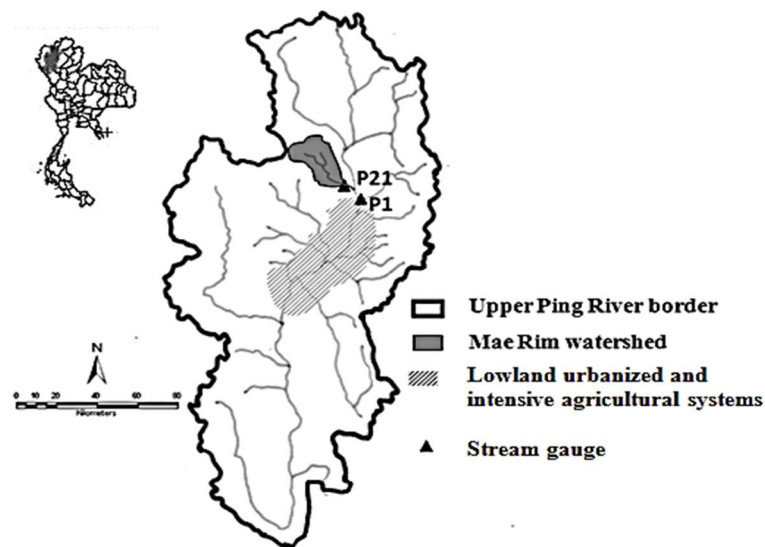 P21
P1
Upper Ping River border
Mae Rim watershed
Lowland urbanized and
intensive agricultural systems
Stream gauge
N
0 10 20 40 60 80
Kilometers